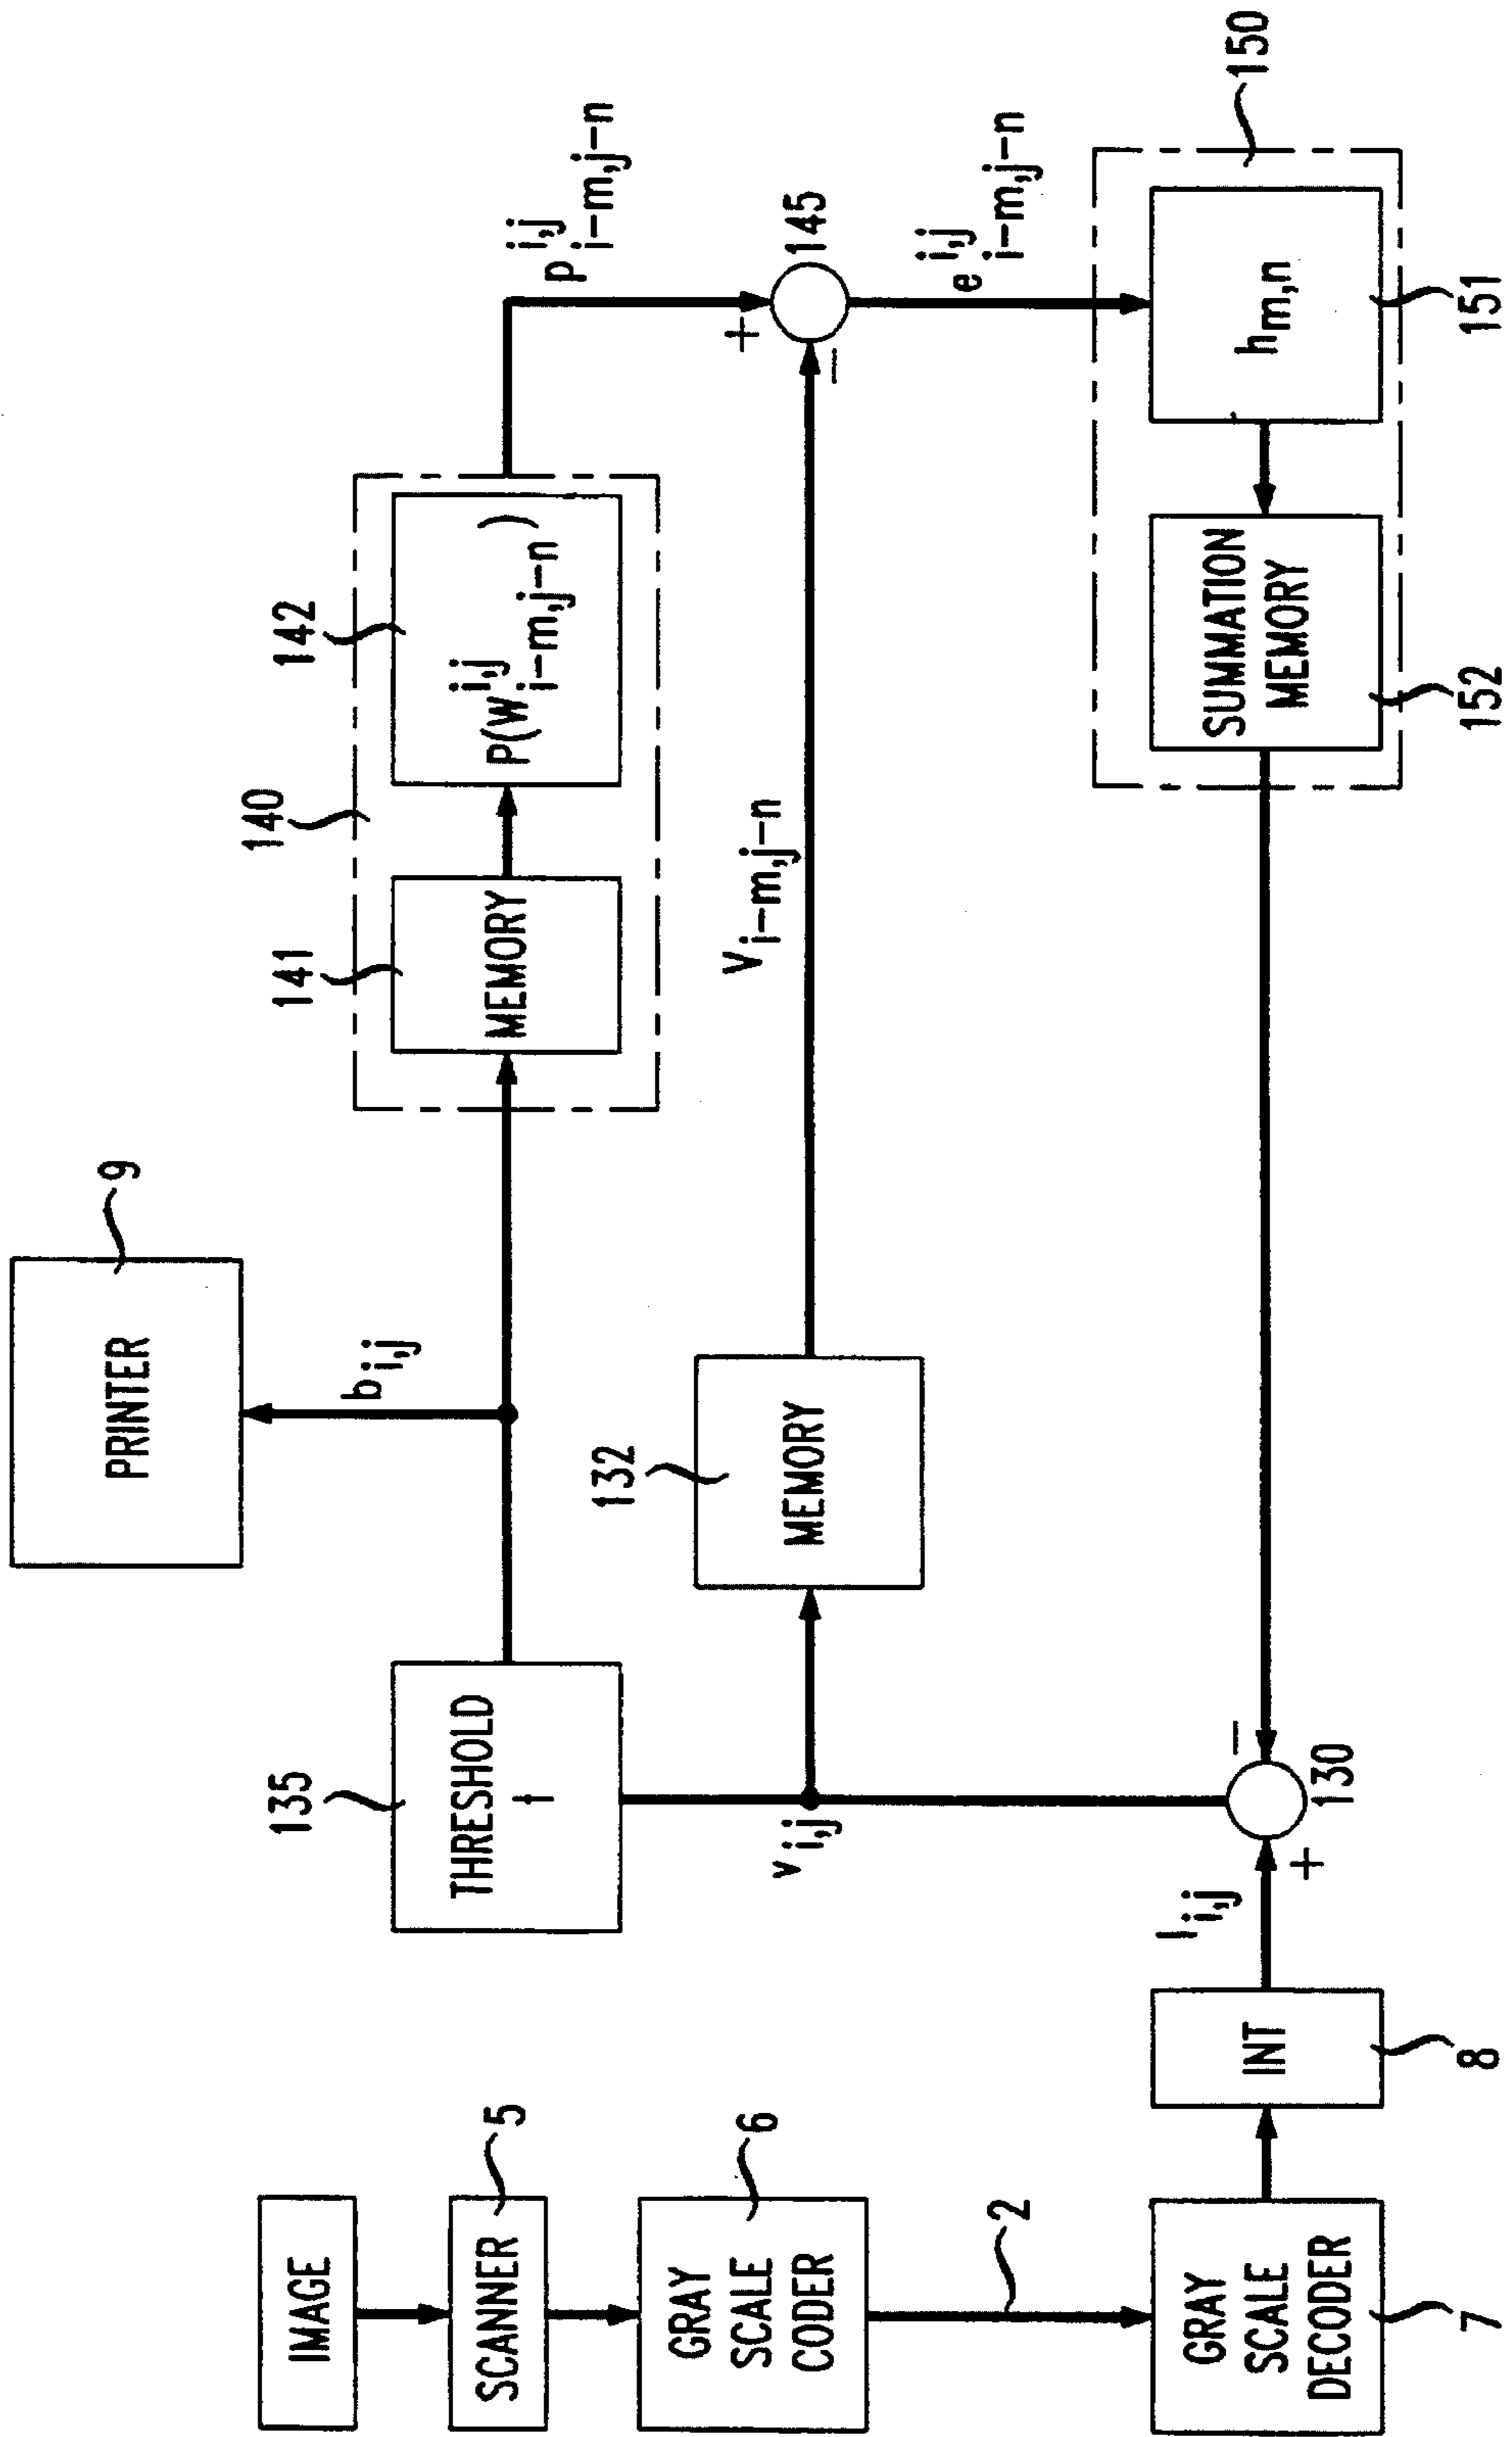 IMAGE
SCANNER
5
GRAY
SCALE
CODER
6
2
GRAY
SCALE
DECODER
7
INT
8
I i,j
+
−
130
v i,j
THRESHOLD
t
135
b i,j
PRINTER
9
MEMORY
132
V i−m,j−n
140
MEMORY
141
P(W i,j i−m,j−n )
142
p i,j i−m,j−n
+
−
145
e i,j i−m,j−n
150
h m,n
151
SUMMATION
MEMORY
152